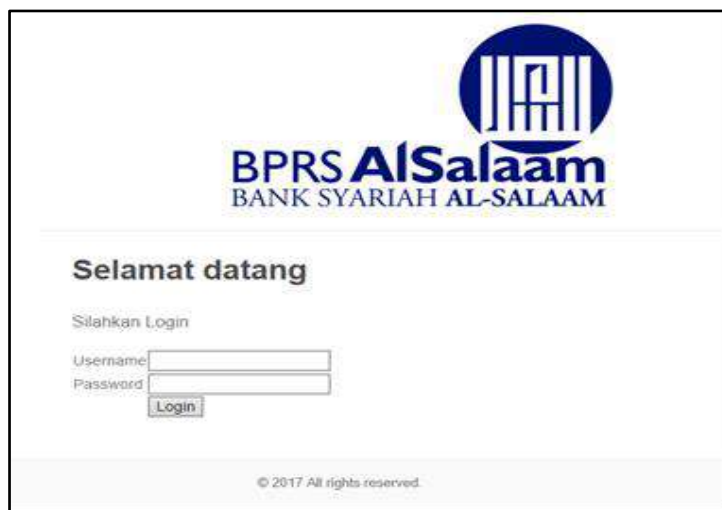 BPRS AlSalaam
BANK SYARIAH AL-SALAAM
Selamat datang
Silahkan Login
Username
Password
Login
© 2017 All rights reserved.